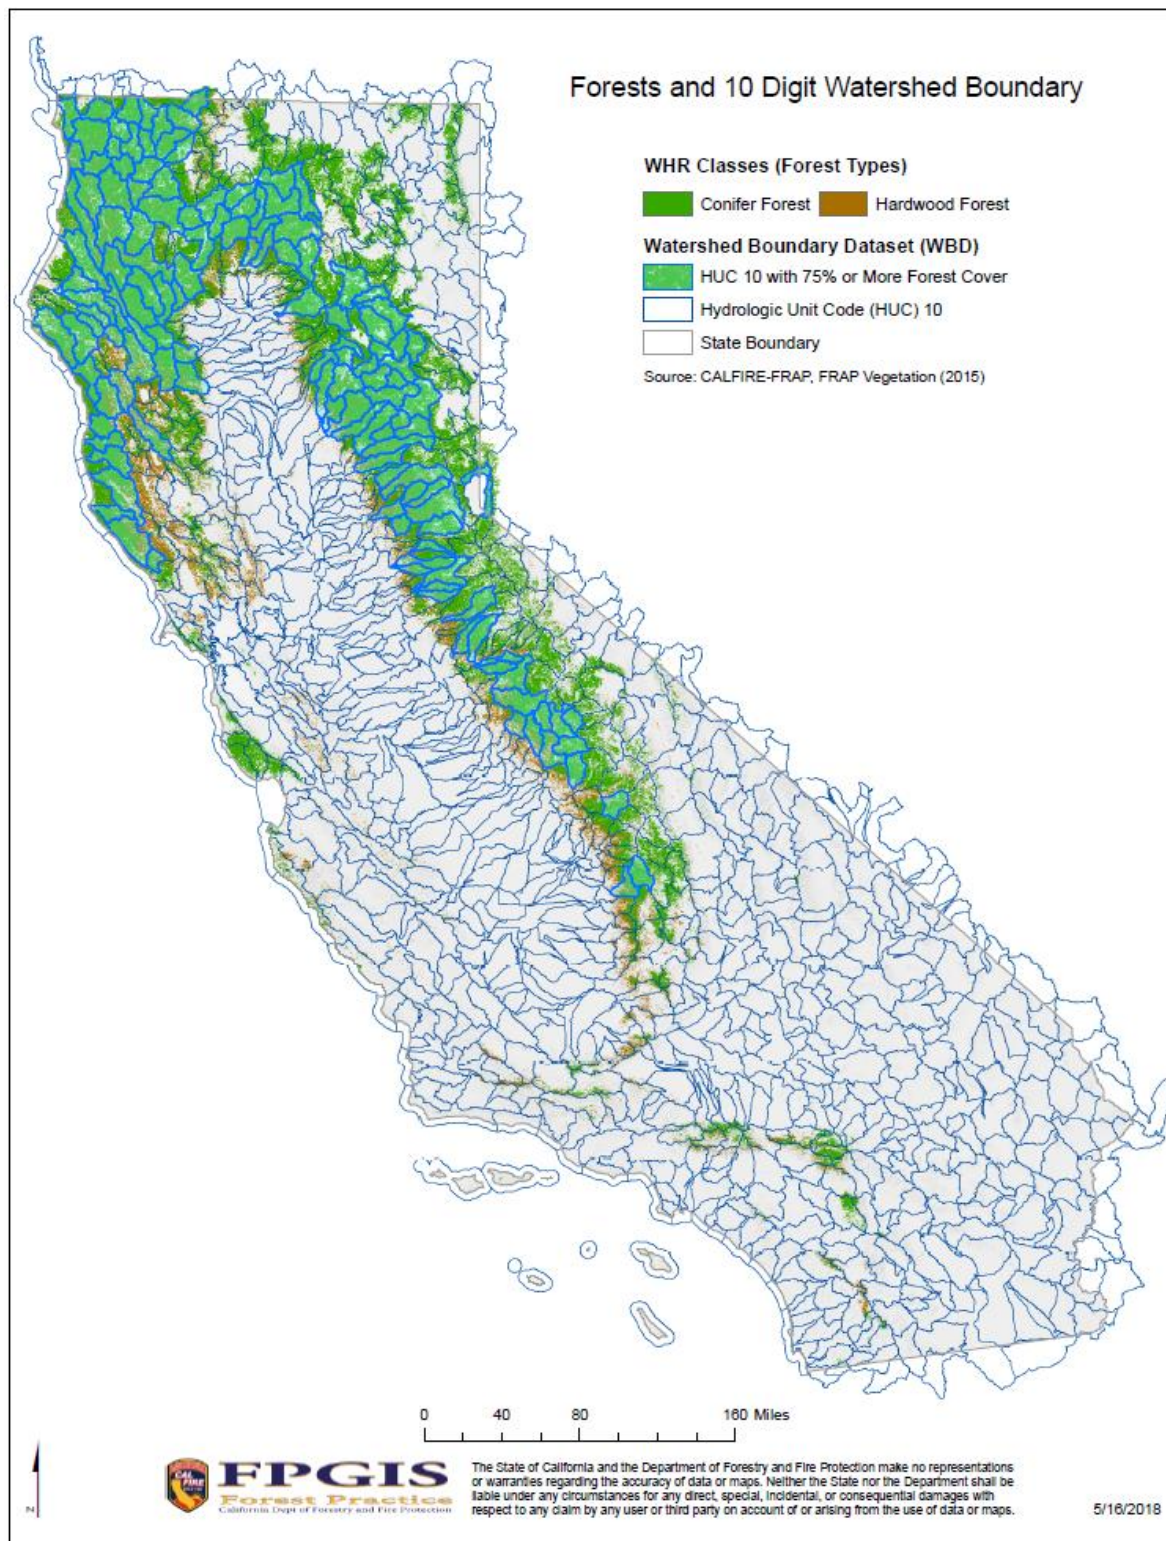 Forests and 10 Digit Watershed Boundary
WHR Classes (Forest Types)
Conifer Forest Hardwood Forest
Watershed Boundary Dataset (WBD)
HUC 10 with 75% or More Forest Cover
Hydrologic Unit Code (HUC) 10
State Boundary
Source: CALFIRE-FRAP, FRAP Vegetation (2015)
0 40 80 160 Miles
N
CAL FIRE
FPGIS
Forest Practice
California Dept of Forestry and Fire Protection
The State of California and the Department of Forestry and Fire Protection make no representations
or warranties regarding the accuracy of data or maps. Neither the State nor the Department shall be
liable under any circumstances for any direct, special, incidental, or consequential damages with
respect to any claim by any user or third party on account of or arising from the use of data or maps.
5/16/2018